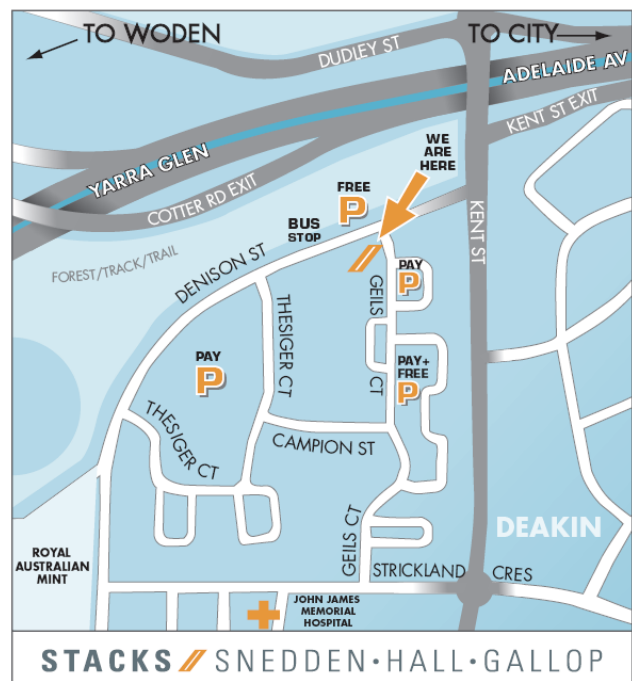 TO WODEN
TO CITY
DUDLEY ST
ADELAIDE AV
KENT ST EXIT
YARRA GLEN
COTTER RD EXIT
WE
ARE
HERE
FREE
P
BUS
STOP
KENT ST
FOREST/TRACK/TRAIL
DENISON ST
PAY
P
GEILS
CT
THESIGER CT
PAY
P
PAY+
FREE
P
THESIGER CT
CAMPION ST
GEILS CT
DEAKIN
ROYAL
AUSTRALIAN
MINT
STRICKLAND CRES
JOHN JAMES
MEMORIAL
HOSPITAL
STACKS // SNEDDEN·HALL·GALLOP